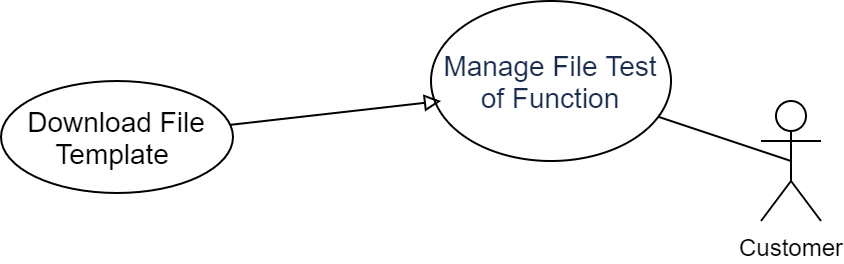 Manage File Test
of Function
Download File
Template
Customer